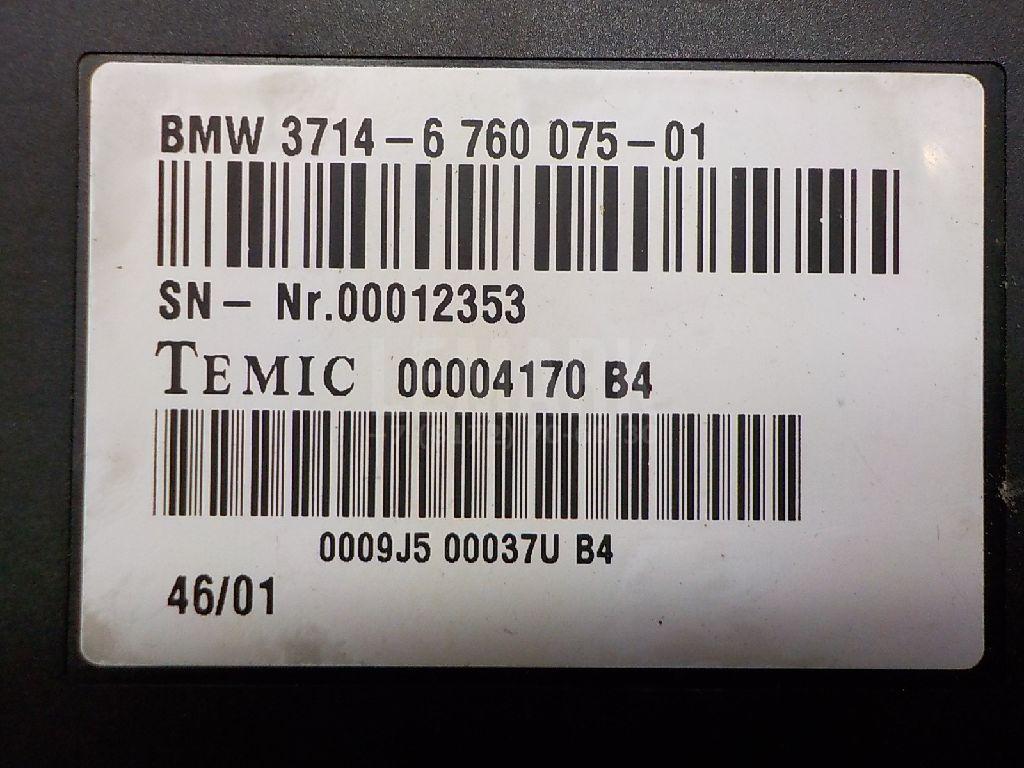 BMW 3714-6 760 075-01
SN- Nr.00012353
TEMIC 00004170 B4
0009J5 00037U B4
46/01